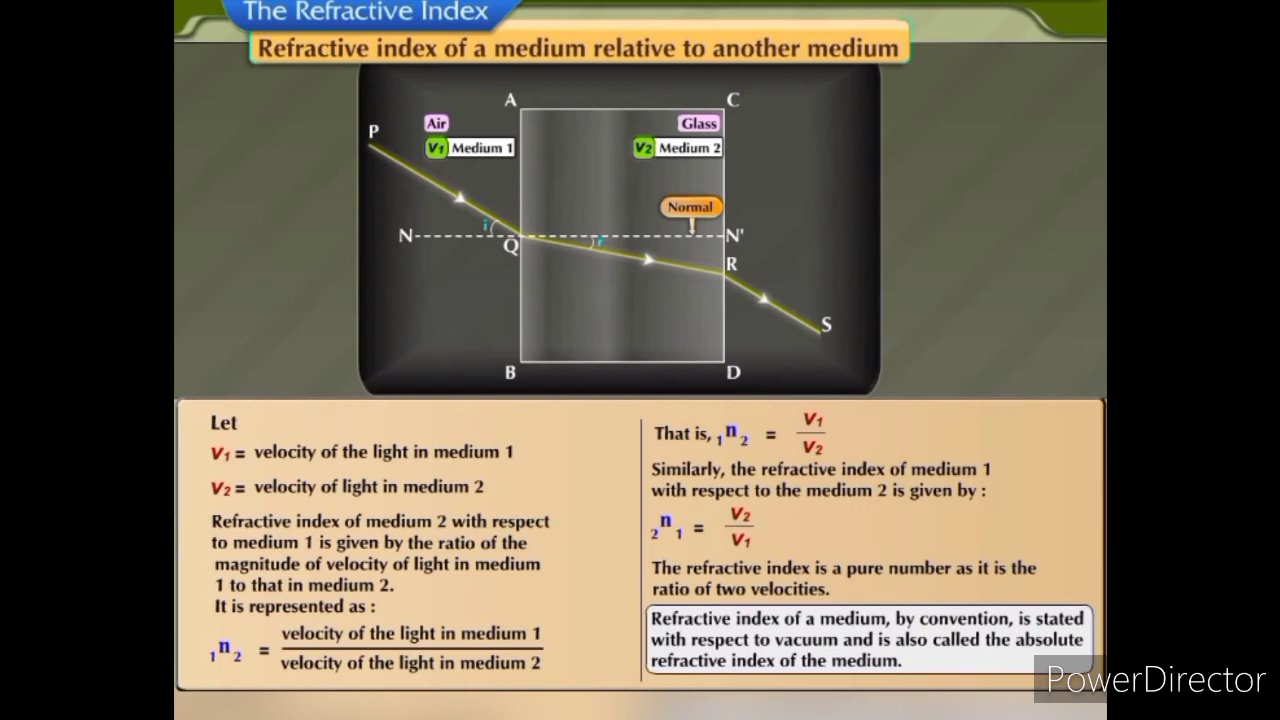 The Refractive Index
Refractive index of a medium relative to another medium
A
C
Air
Glass
P
V1 Medium 1
V2 Medium 2
Normal
i
N
N'
r
Q
R
S
B
D
Let
V1 = velocity of the light in medium 1
V2 = velocity of light in medium 2
Refractive index of medium 2 with respect
to medium 1 is given by the ratio of the
magnitude of velocity of light in medium
1 to that in medium 2.
It is represented as :
1n2 = velocity of the light in medium 1
velocity of the light in medium 2
That is, 1n2 = V1
V2
Similarly, the refractive index of medium 1
with respect to the medium 2 is given by :
2n1 = V2
V1
The refractive index is a pure number as it is the
ratio of two velocities.
Refractive index of a medium, by convention, is stated
with respect to vacuum and is also called the absolute
refractive index of the medium.
PowerDirector